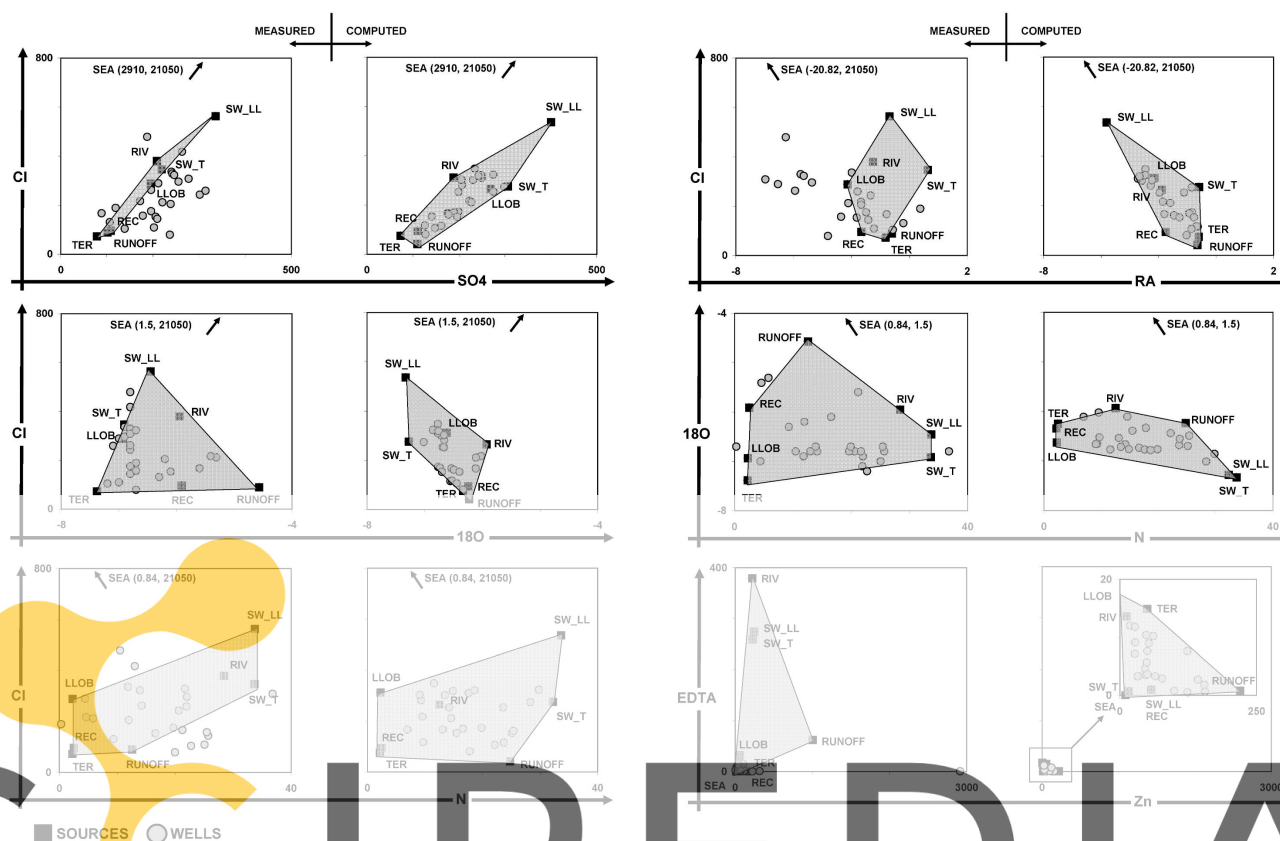 MEASURED COMPUTED
MEASURED COMPUTED
800
SEA (2910, 21050)
SW_LL
RIV
SW_T
LLOB
REC
TER
RUNOFF
Cl
0
0
500
SEA (2910, 21050)
SW_LL
RIV
SW_T
LLOB
REC
TER
RUNOFF
0
500
SO4
800
SEA (-20.82, 21050)
SW_LL
RIV
LLOB
SW_T
REC
RUNOFF
TER
Cl
0
-8
2
SEA (-20.82, 21050)
SW_LL
RIV
SW_T
REC
TER
RUNOFF
-8
2
RA
800
SEA (1.5, 21050)
SW_LL
SW_T
RIV
LLOB
TER
REC
RUNOFF
Cl
0
-8
-4
SEA (1.5, 21050)
SW_LL
LLOB
RIV
SW_T
REC
TER
RUNOFF
-8
-4
18O
-4
SEA (0.84, 1.5)
RUNOFF
REC
RIV
SW_LL
LLOB
SW_T
TER
18O
-8
0
40
SEA (0.84, 1.5)
RIV
TER
RUNOFF
REC
LLOB
SW_LL
SW_T
0
40
N
800
SEA (0.84, 21050)
SW_LL
LLOB
RIV
SW_T
REC
TER
RUNOFF
Cl
0
0
40
SEA (0.84, 21050)
SW_LL
LLOB
RIV
SW_T
REC
TER
RUNOFF
0
40
N
400
RIV
SW_LL
SW_T
EDTA
LLOB
TER
RUNOFF
0
SEA
0
REC
3000
20
LLOB
TER
RIV
SW_T
RUNOFF
0
SEA
0
SW_LL
REC
250
0
3000
Zn
SOURCES WELLS